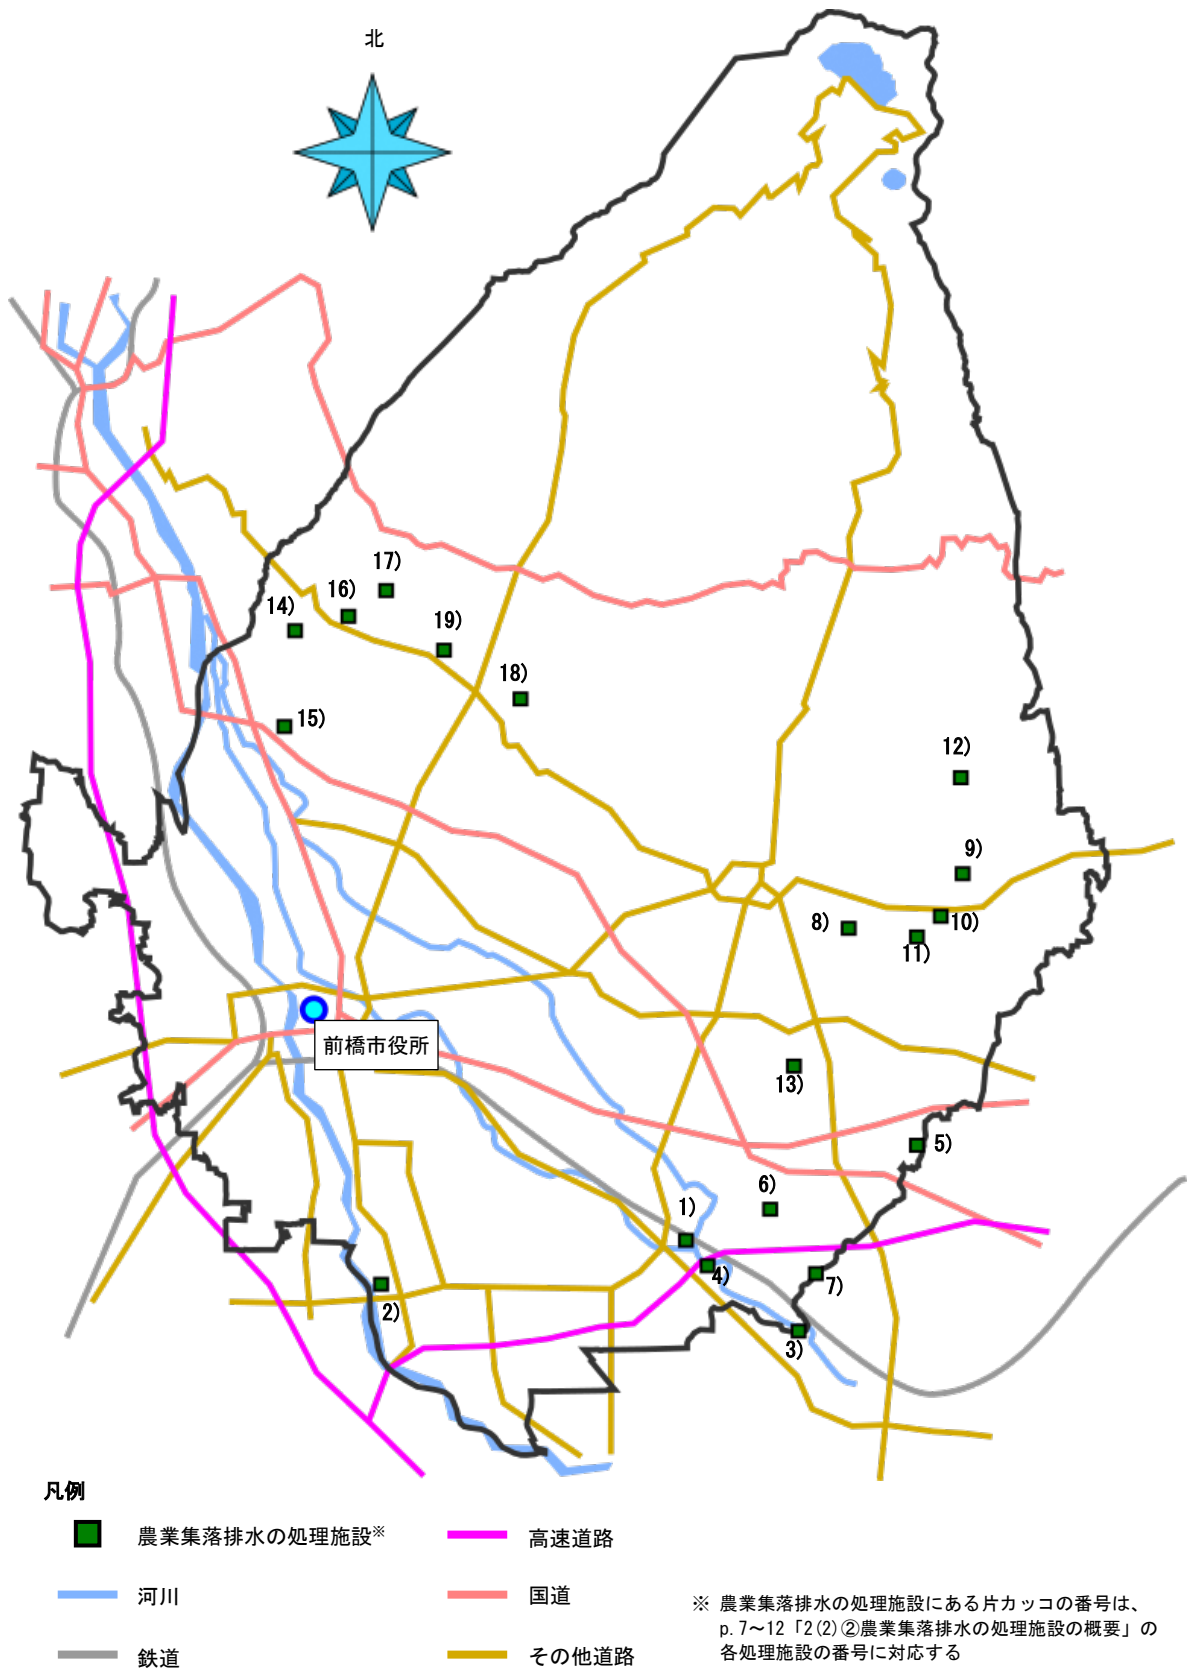 北
17)
16)
14)
19)
18)
15)
12)
9)
8)
10)
11)
前橋市役所
13)
5)
6)
1)
4)
7)
2)
3)
凡例
農業集落排水の処理施設※
高速道路
河川
国道
※ 農業集落排水の処理施設にある片カッコの番号は、
p.7～12「2(2)②農業集落排水の処理施設の概要」の
各処理施設の番号に対応する
鉄道
その他道路